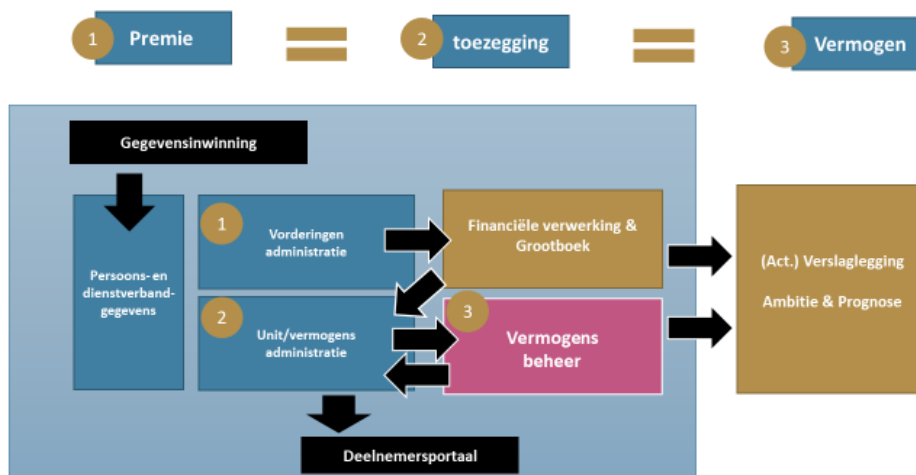 1 Premie
2 toezegging
3 Vermogen
Gegevensinwinning
Persoons- en
dienstverband-
gegevens
1
Vorderingen
administratie
Financiële verwerking &
Grootboek
2
Unit/vermogens
administratie
3
Vermogens
beheer
(Act.) Verslaglegging
Ambitie & Prognose
Deelnemersportaal